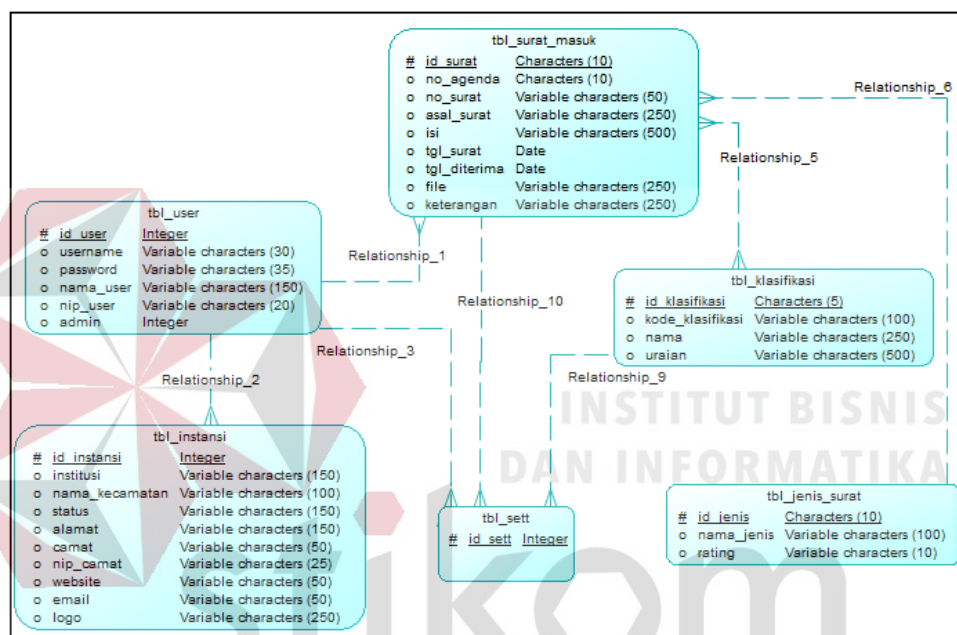 tbl_surat_masuk
# id_surat Characters (10)
o no_agenda Characters (10)
o no_surat Variable characters (50)
o asal_surat Variable characters (250)
o isi Variable characters (500)
o tgl_surat Date
o tgl_diterima Date
o file Variable characters (250)
o keterangan Variable characters (250)
Relationship_6
Relationship_5
tbl_user
# id_user Integer
o username Variable characters (30)
o password Variable characters (35)
o nama_user Variable characters (150)
o nip_user Variable characters (20)
o admin Integer
Relationship_1
Relationship_10
Relationship_3
Relationship_2
tbl_klasifikasi
# id_klasifikasi Characters (5)
o kode_klasifikasi Variable characters (100)
o nama Variable characters (250)
o uraian Variable characters (500)
Relationship_9
INSTITUT BISNIS
DAN INFORMATIKA
tbl_instansi
# id_instansi Integer
o institusi Variable characters (150)
o nama_kecamatan Variable characters (100)
o status Variable characters (150)
o alamat Variable characters (150)
o camat Variable characters (50)
o nip_camat Variable characters (25)
o website Variable characters (50)
o email Variable characters (50)
o logo Variable characters (250)
tbl_sett
# id_sett Integer
tbl_jenis_surat
# id_jenis Characters (10)
o nama_jenis Variable characters (100)
o rating Variable characters (10)
stikom